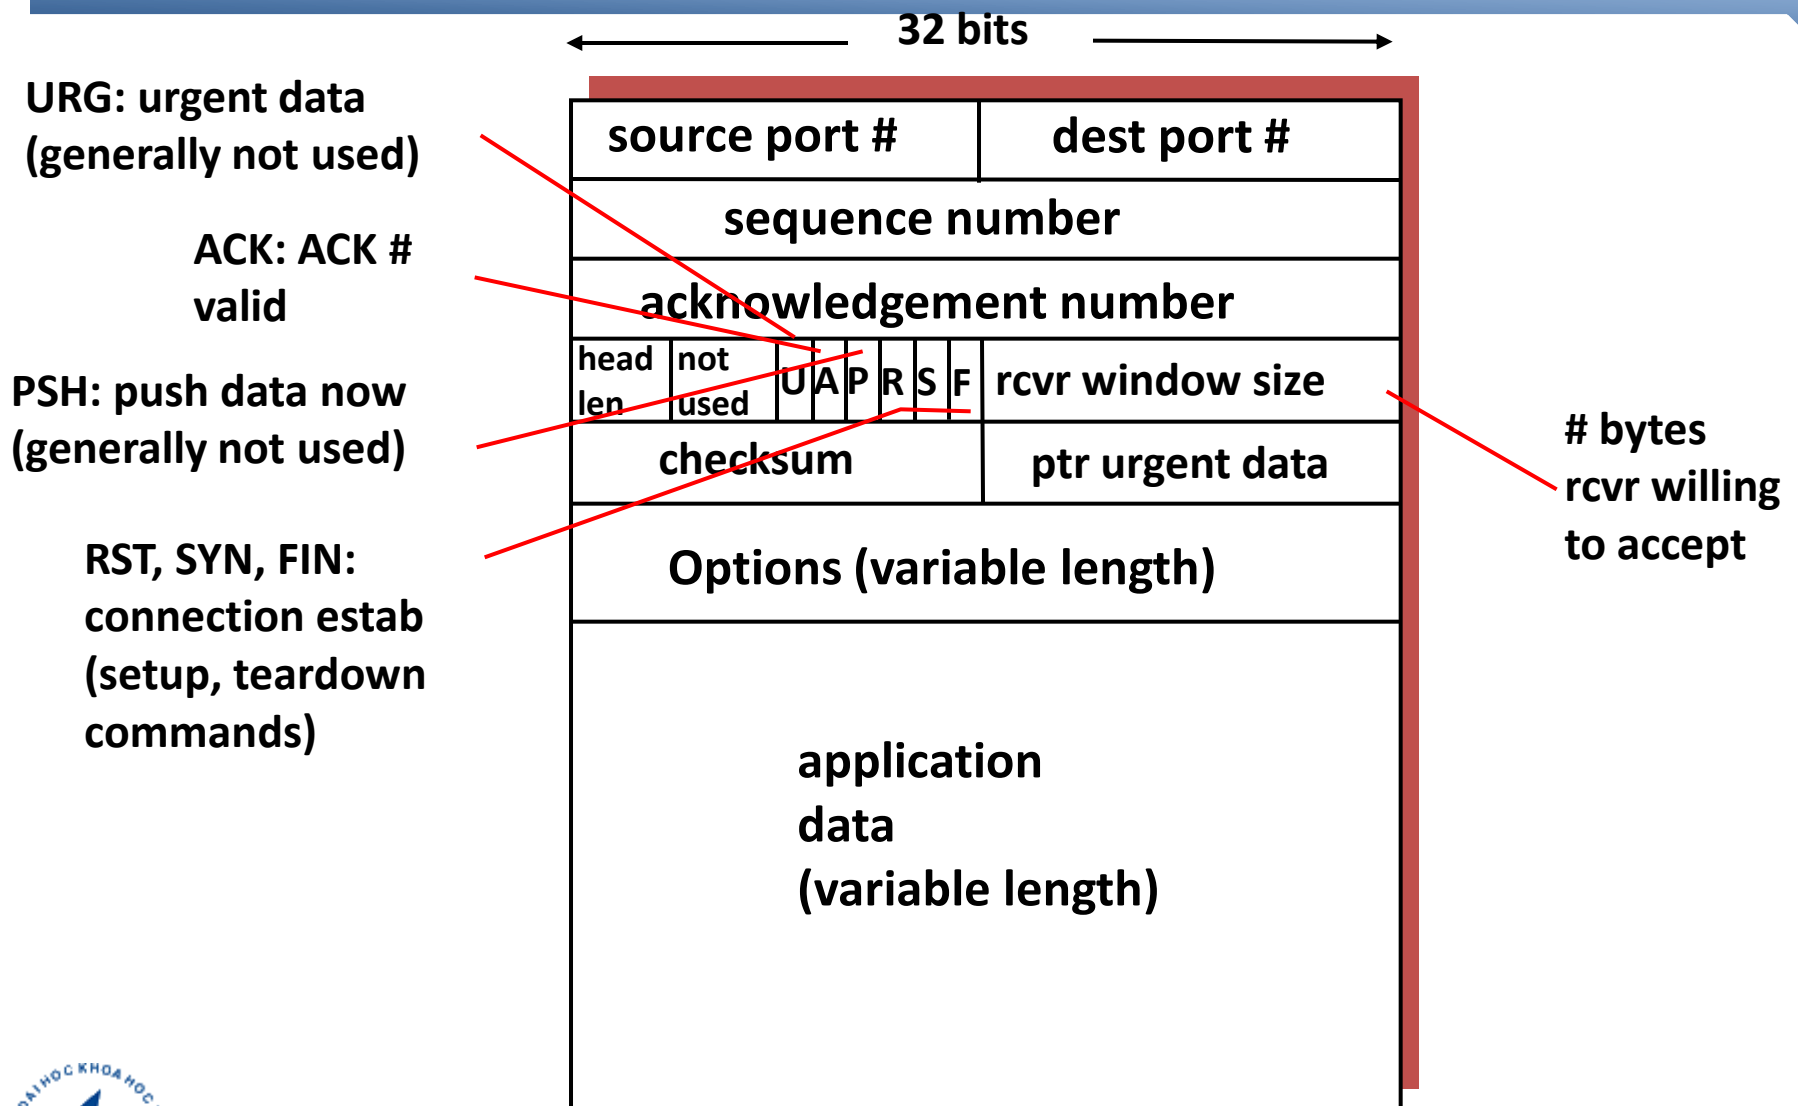 32 bits
URG: urgent data
(generally not used)
ACK: ACK #
valid
PSH: push data now
(generally not used)
RST, SYN, FIN:
connection estab
(setup, teardown
commands)
source port #
dest port #
sequence number
acknowledgement number
head
len
not
used
U A P R S F
rcvr window size
checksum
ptr urgent data
Options (variable length)
application
data
(variable length)
# bytes
rcvr willing
to accept
HỌC KHOA HỌC